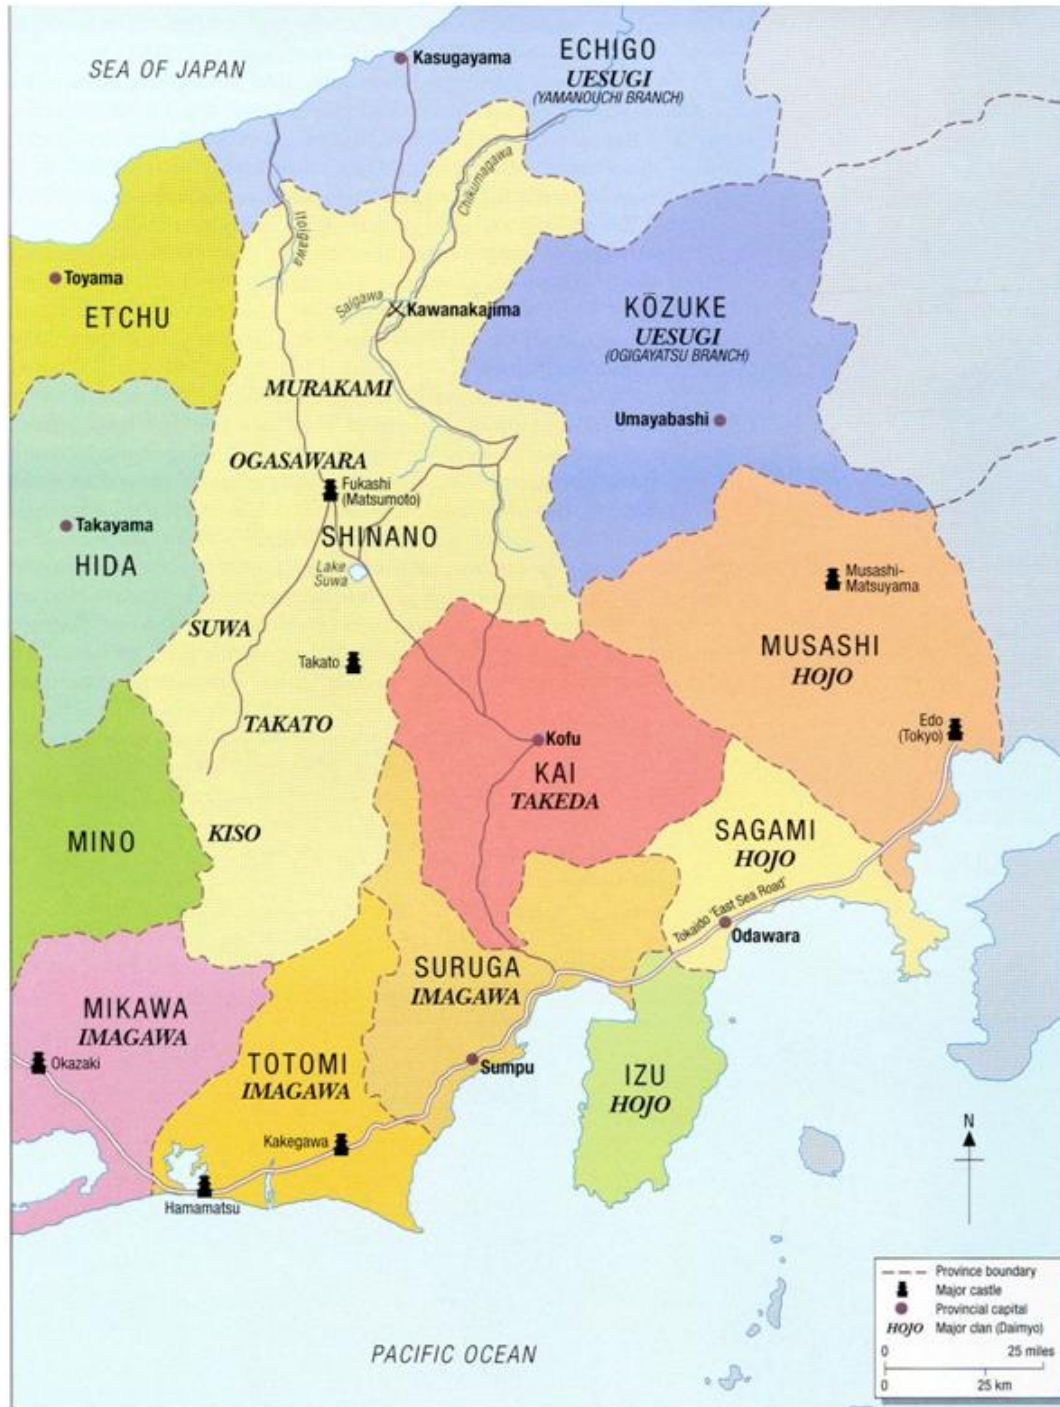 SEA OF JAPAN
Kasugayama
ECHIGO
UESUGI
(YAMANOUCHI BRANCH)
Chikumagawa
Itoigawa
Toyama
ETCHU
Saigawa
Kawanakajima
KŌZUKE
UESUGI
(OGIGAYATSU BRANCH)
MURAKAMI
Umayabashi
OGASAWARA
Fukashi
(Matsumoto)
Takayama
HIDA
SHINANO
Lake
Suwa
Musashi-
Matsuyama
SUWA
Takato
MUSASHI
HOJO
TAKATO
Kofu
Edo
(Tokyo)
KAI
TAKEDA
MINO
KISO
SAGAMI
HOJO
Tokaido 'East Sea Road'
Odawara
SURUGA
IMAGAWA
MIKAWA
IMAGAWA
Okazaki
TOTOMI
IMAGAWA
Sumpu
IZU
HOJO
Kakegawa
Hamamatsu
N
PACIFIC OCEAN
Province boundary
Major castle
Provincial capital
HOJO Major clan (Daimyo)
0 25 miles
0 25 km